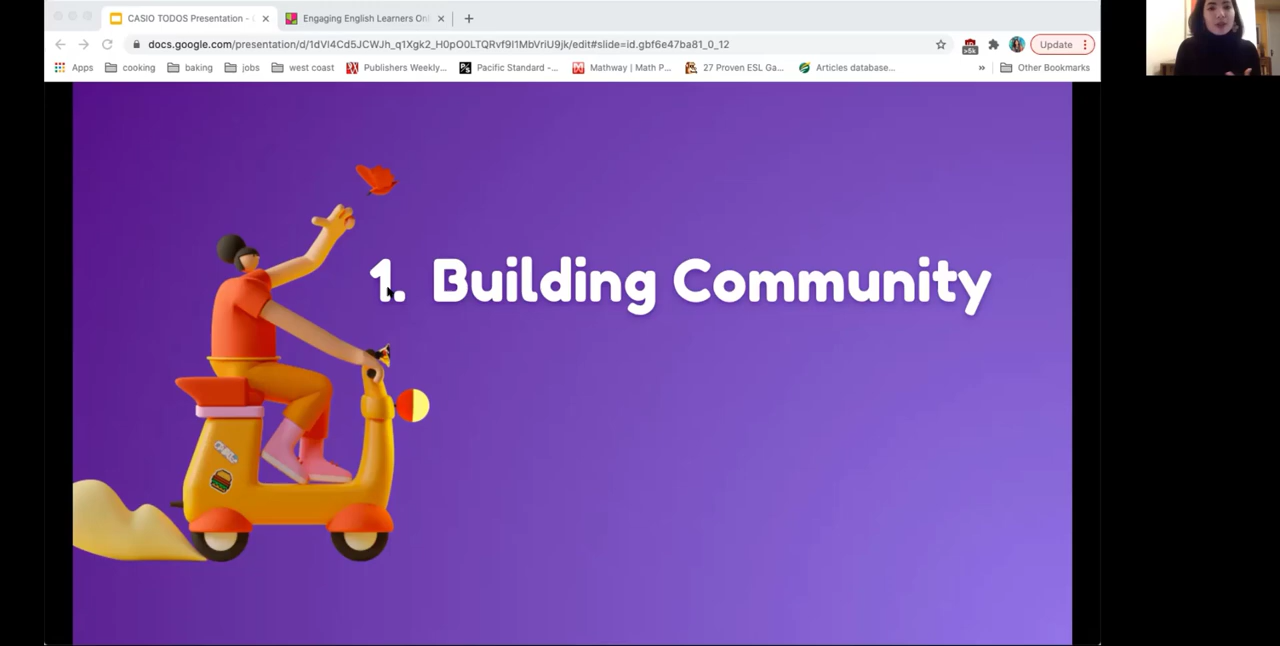 CASIO TODOS Presentation -
Engaging English Learners Onl
docs.google.com/presentation/d/1dVl4Cd5JCWJh_q1Xgk2_H0pO0LTQRvf9I1MbVriU9jk/edit#slide=id.gbf6e47ba81_0_12
Update
Apps cooking baking jobs west coast Publishers Weekly... Pacific Standard -... Mathway | Math P... 27 Proven ESL Ga... Articles database... » Other Bookmarks
1. Building Community